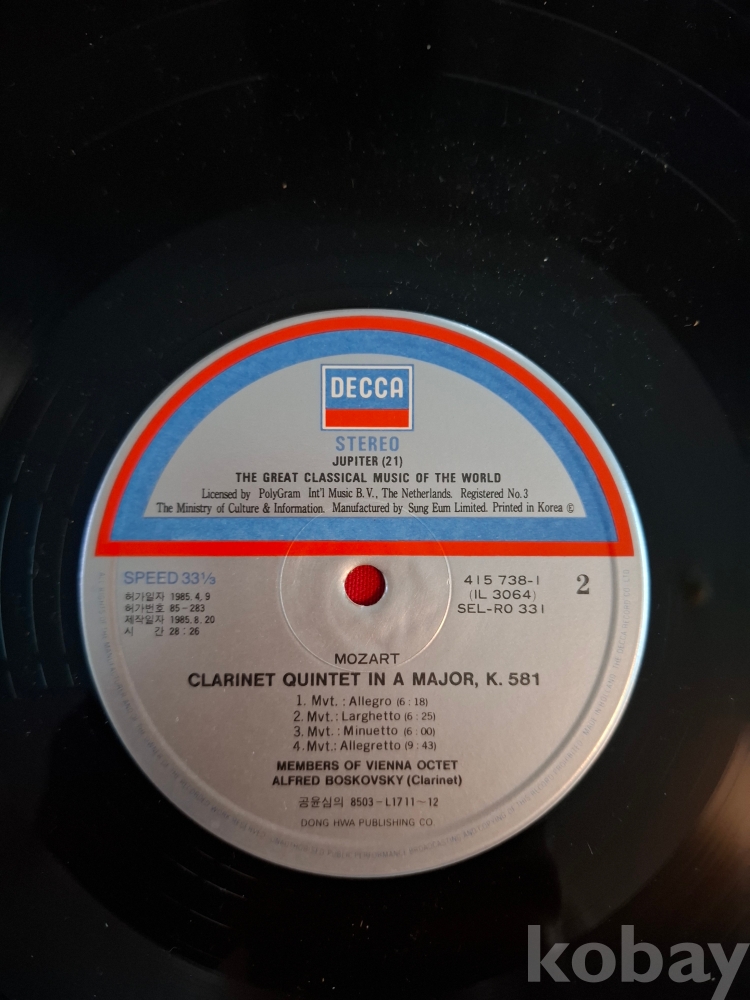 DECCA
STEREO
JUPITER (21)
THE GREAT CLASSICAL MUSIC OF THE WORLD
Licensed by PolyGram Int'l Music B.V., The Netherlands. Registered No.3
The Ministry of Culture & Information. Manufactured by Sung Eum Limited. Printed in Korea Ⓔ
SPEED 33⅓
허가일자 1985.4.9
허가번호 85-283
제작일자 1985.8.20
시 간 28:26
415 738-1
(IL 3064)
SEL-RO 331
2
MOZART
CLARINET QUINTET IN A MAJOR, K. 581
1. Mvt.: Allegro (6:18)
2. Mvt.: Larghetto (6:25)
3. Mvt.: Minuetto (6:00)
4. Mvt.: Allegretto (9:43)
MEMBERS OF VIENNA OCTET
ALFRED BOSKOVSKY (Clarinet)
공윤심의 8503-L1711~12
DONG HWA PUBLISHING CO.
kobay